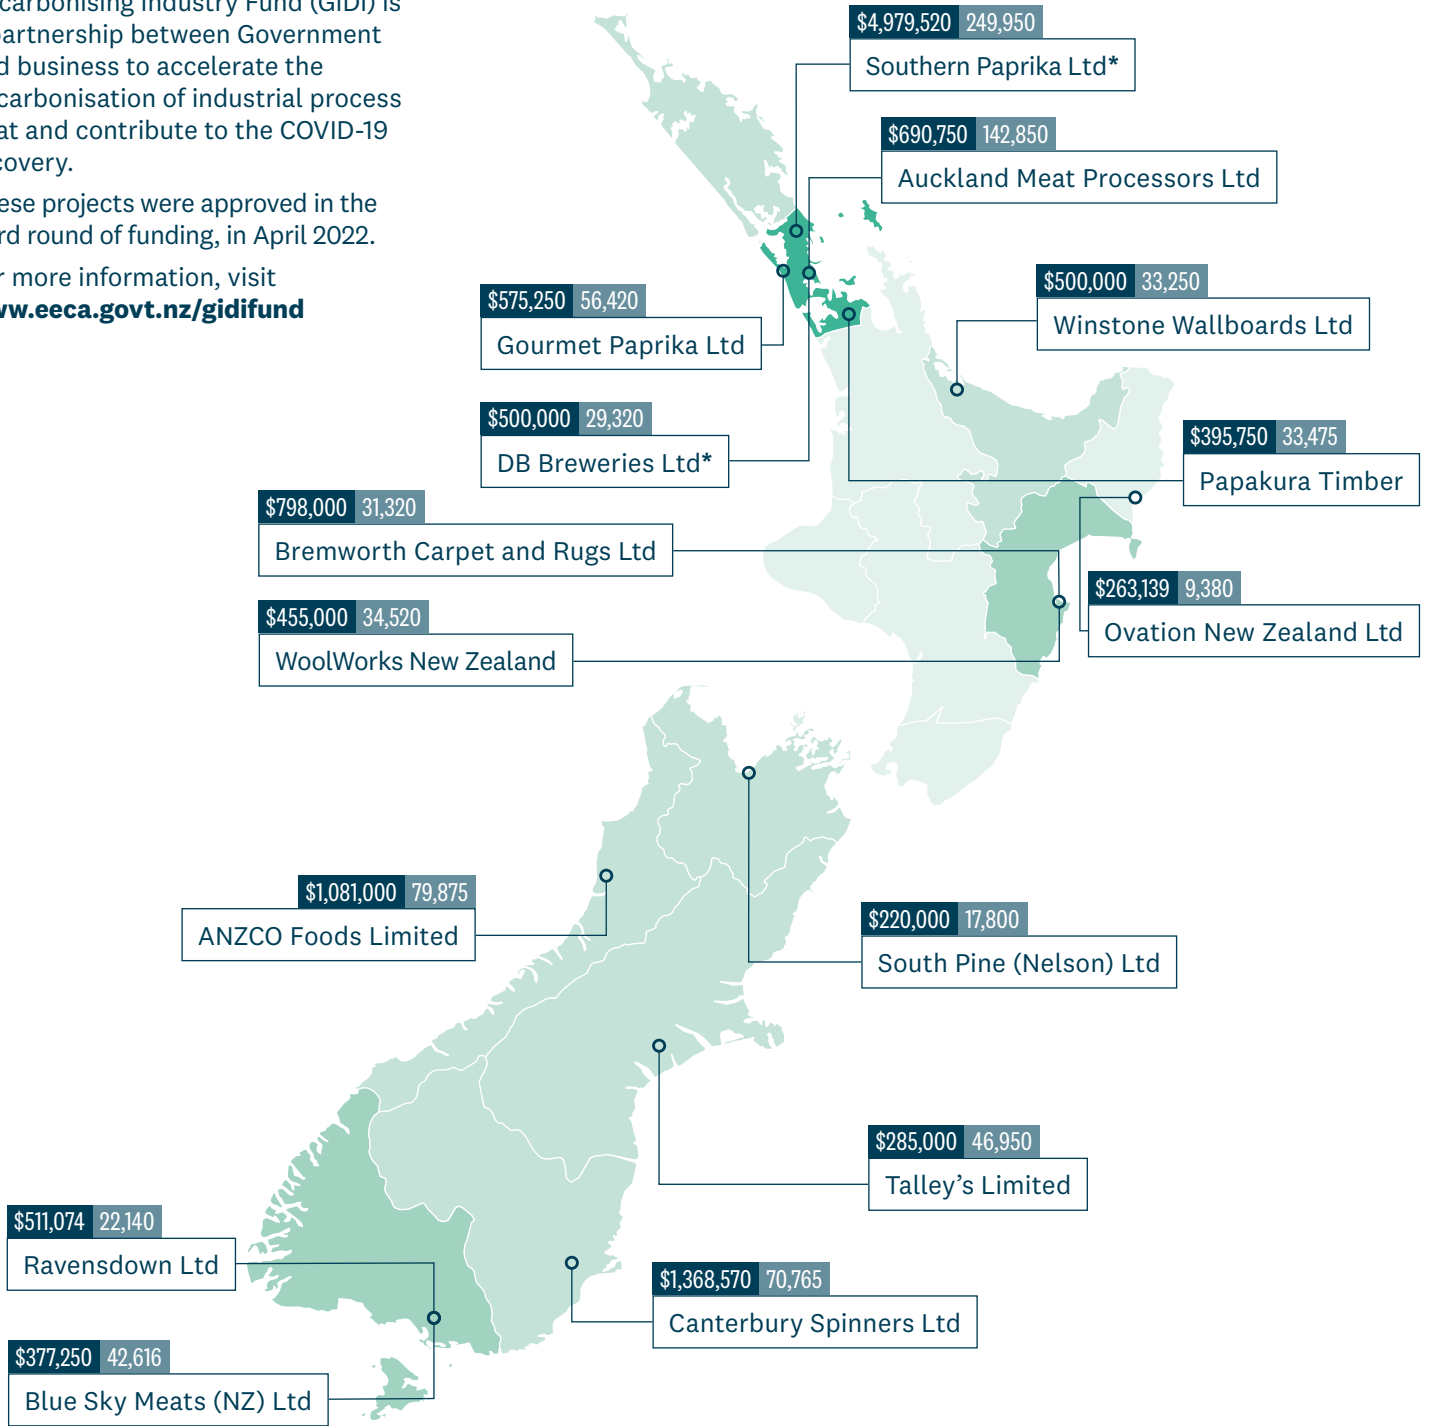 carbonising Industry Fund (GIDI) is
partnership between Government
d business to accelerate the
carbonisation of industrial process
at and contribute to the COVID-19
covery.
ese projects were approved in the
rd round of funding, in April 2022.
r more information, visit
ww.eeca.govt.nz/gidifund
$4,979,520 249,950
Southern Paprika Ltd*
$690,750 142,850
Auckland Meat Processors Ltd
$575,250 56,420
Gourmet Paprika Ltd
$500,000 33,250
Winstone Wallboards Ltd
$500,000 29,320
DB Breweries Ltd*
$395,750 33,475
Papakura Timber
$798,000 31,320
Bremworth Carpet and Rugs Ltd
$263,139 9,380
Ovation New Zealand Ltd
$455,000 34,520
WoolWorks New Zealand
$1,081,000 79,875
ANZCO Foods Limited
$220,000 17,800
South Pine (Nelson) Ltd
$285,000 46,950
Talley’s Limited
$511,074 22,140
Ravensdown Ltd
$1,368,570 70,765
Canterbury Spinners Ltd
$377,250 42,616
Blue Sky Meats (NZ) Ltd